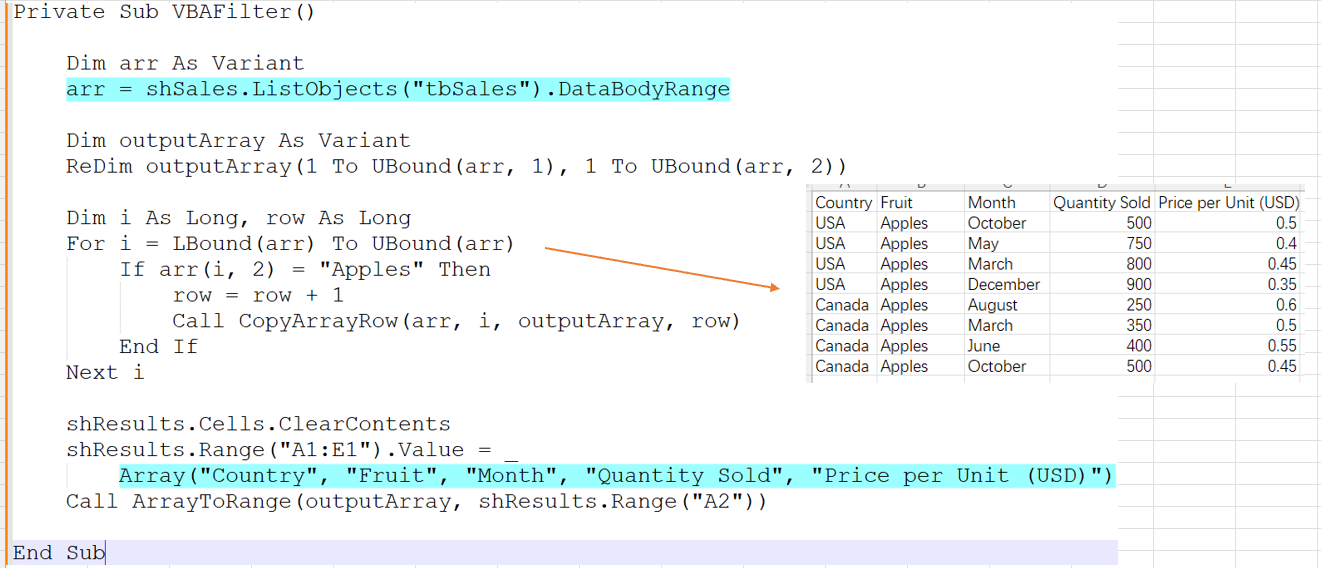 Private Sub VBAFilter()
Dim arr As Variant
arr = shSales.ListObjects("tbSales").DataBodyRange
Dim outputArray As Variant
ReDim outputArray(1 To UBound(arr, 1), 1 To UBound(arr, 2))
Dim i As Long, row As Long
For i = LBound(arr) To UBound(arr)
If arr(i, 2) = "Apples" Then
row = row + 1
Call CopyArrayRow(arr, i, outputArray, row)
End If
Next i
shResults.Cells.ClearContents
shResults.Range("A1:E1").Value = _
Array("Country", "Fruit", "Month", "Quantity Sold", "Price per Unit (USD)")
Call ArrayToRange(outputArray, shResults.Range("A2"))
End Sub
Country Fruit Month Quantity Sold Price per Unit (USD)
USA Apples October 500 0.5
USA Apples May 750 0.4
USA Apples March 800 0.45
USA Apples December 900 0.35
Canada Apples August 250 0.6
Canada Apples March 350 0.5
Canada Apples June 400 0.55
Canada Apples October 500 0.45